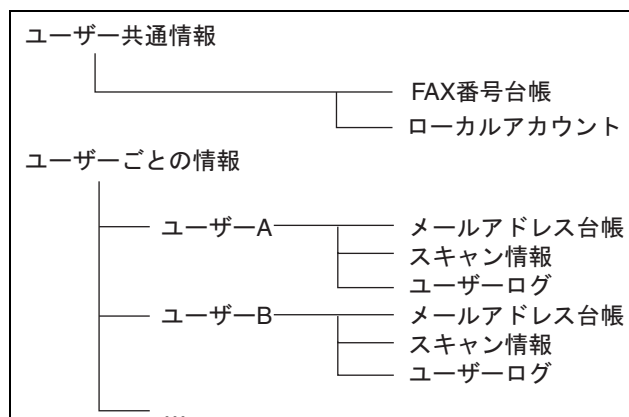 ユーザー共通情報
FAX番号台帳
ローカルアカウント
ユーザーごとの情報
ユーザーA
メールアドレス台帳
スキャン情報
ユーザーログ
ユーザーB
メールアドレス台帳
スキャン情報
ユーザーログ